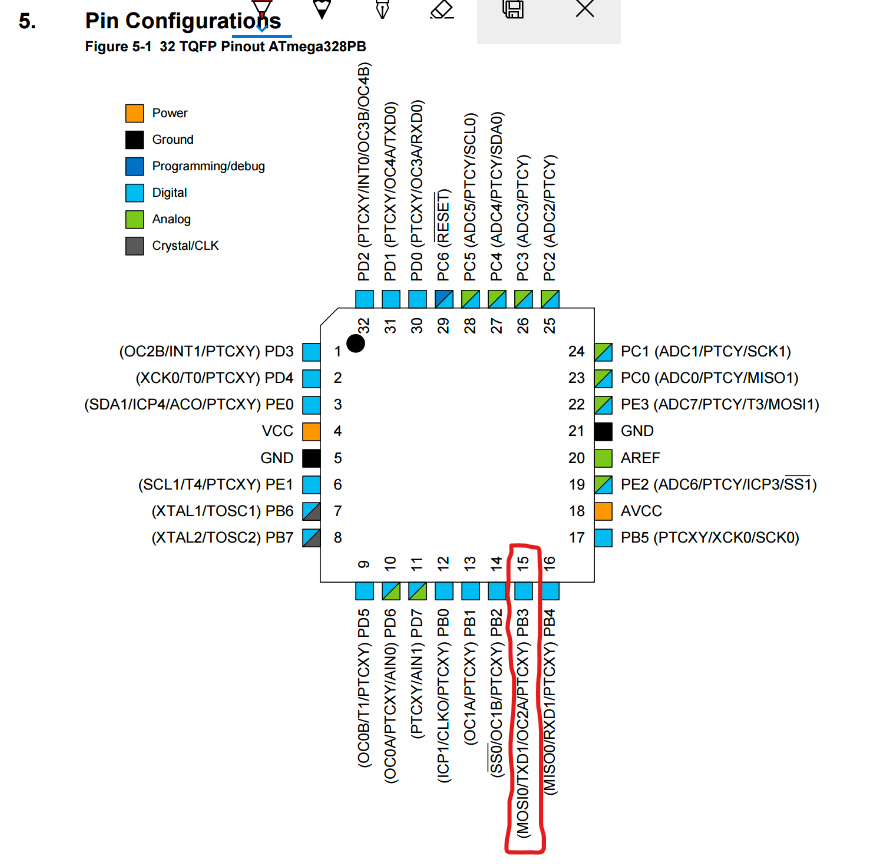 5. Pin Configurations
Figure 5-1 32 TQFP Pinout ATmega328PB
Power
Ground
Programming/debug
Digital
Analog
Crystal/CLK
PD2 (PTCXY/INT0/OC3B/OC4B)
PD1 (PTCXY/OC4A/TXD0)
PD0 (PTCXY/OC3A/RXD0)
PC6 (RESET)
PC5 (ADC5/PTCY/SCL0)
PC4 (ADC4/PTCY/SDA0)
PC3 (ADC3/PTCY)
PC2 (ADC2/PTCY)
32
31
30
29
28
27
26
25
(OC2B/INT1/PTCXY) PD3 1
(XCK0/T0/PTCXY) PD4 2
(SDA1/ICP4/ACO/PTCXY) PE0 3
VCC 4
GND 5
(SCL1/T4/PTCXY) PE1 6
(XTAL1/TOSC1) PB6 7
(XTAL2/TOSC2) PB7 8
24 PC1 (ADC1/PTCY/SCK1)
23 PC0 (ADC0/PTCY/MISO1)
22 PE3 (ADC7/PTCY/T3/MOSI1)
21 GND
20 AREF
19 PE2 (ADC6/PTCY/ICP3/SS1)
18 AVCC
17 PB5 (PTCXY/XCK0/SCK0)
9
10
11
12
13
14
15
16
(OC0B/T1/PTCXY) PD5
(OC0A/PTCXY/AIN0) PD6
(PTCXY/AIN1) PD7
(ICP1/CLKO/PTCXY) PB0
(OC1A/PTCXY) PB1
(SS0/OC1B/PTCXY) PB2
(MOSI0/TXD1/OC2A/PTCXY) PB3
(MISO0/RXD1/PTCXY) PB4